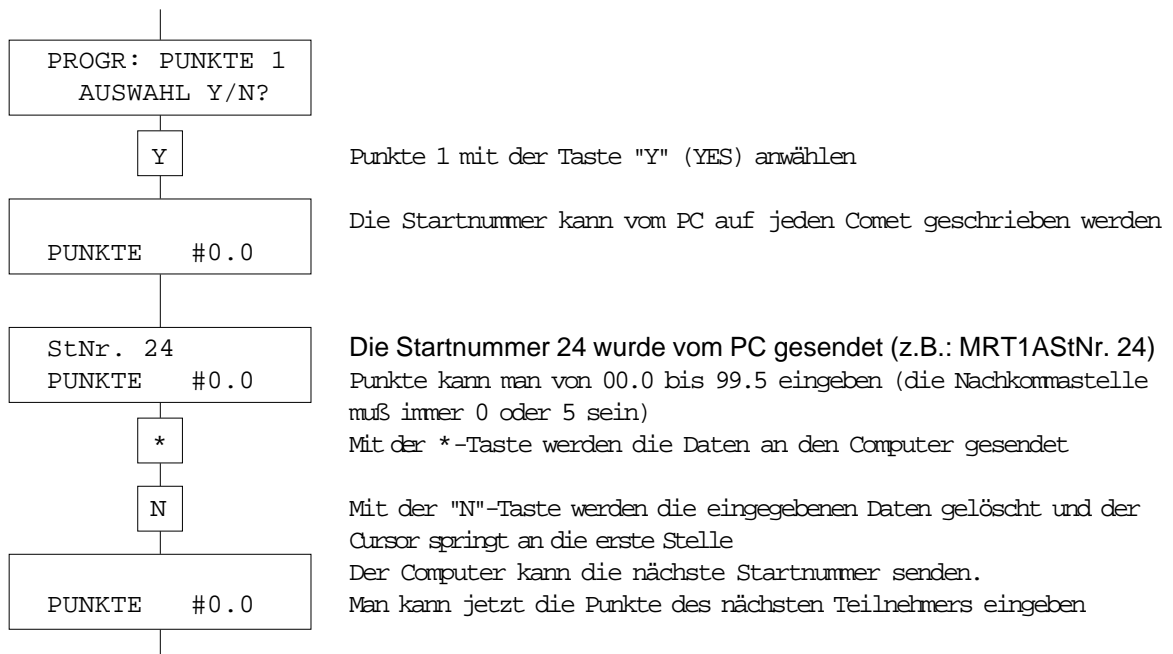 PROGR: PUNKTE 1
AUSWAHL Y/N?
Y
Punkte 1 mit der Taste "Y" (YES) anwählen
Die Startnummer kann vom PC auf jeden Comet geschrieben werden
PUNKTE #0.0
StNr. 24
PUNKTE #0.0
Die Startnummer 24 wurde vom PC gesendet (z.B.: MRT1AStNr. 24)
Punkte kann man von 00.0 bis 99.5 eingeben (die Nachkommastelle
muß immer 0 oder 5 sein)
*
Mit der *-Taste werden die Daten an den Computer gesendet
N
Mit der "N"-Taste werden die eingegebenen Daten gelöscht und der
Cursor springt an die erste Stelle
Der Computer kann die nächste Startnummer senden.
PUNKTE #0.0
Man kann jetzt die Punkte des nächsten Teilnehmers eingeben